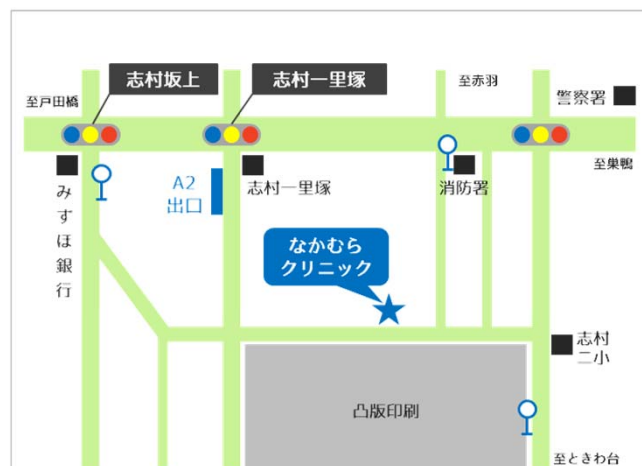 志村坂上
志村一里塚
至赤羽
至戸田橋
警察署
至巣鴨
みずほ銀行
A2
出口
志村一里塚
消防署
なかむら
クリニック
志村
二小
凸版印刷
至ときわ台